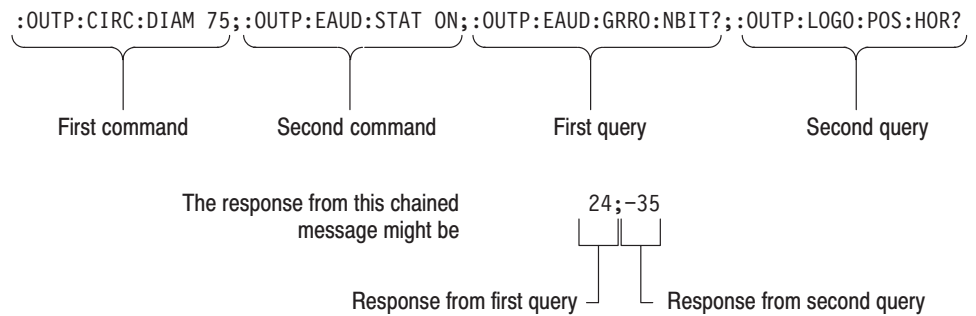 :OUTP:CIRC:DIAM 75;:OUTP:EAUD:STAT ON;:OUTP:EAUD:GRRO:NBIT?;:OUTP:LOGO:POS:HOR?
First command Second command First query Second query
The response from this chained
message might be
24;-35
Response from first query Response from second query